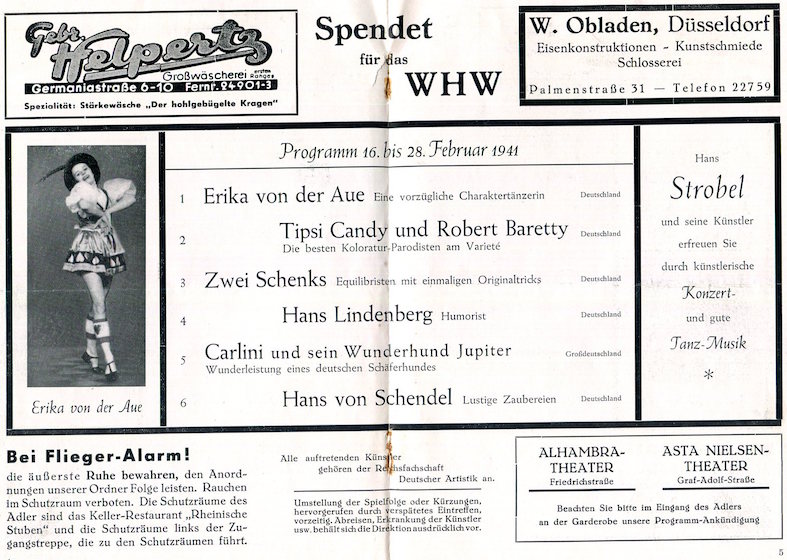 Gebr.
Helpertz
Großwäscherei ersten Ranges
Germaniastraße 6-10 Fernr. 24901-3
Spezialität: Stärkewäsche „Der hohlgebügelte Kragen"
Spendet
für das
WHW
W. Obladen, Düsseldorf
Eisenkonstruktionen - Kunstschmiede
Schlosserei
Palmenstraße 31 — Telefon 22759
Erika von der Aue
Programm 16. bis 28. Februar 1941
1 Erika von der Aue Eine vorzügliche Charaktertänzerin Deutschland
2 Tipsi Candy und Robert Baretty Deutschland
Die besten Koloratur-Parodisten am Varieté
3 Zwei Schenks Equilibristen mit einmaligen Originaltricks Deutschland
4 Hans Lindenberg Humorist Deutschland
5 Carlini und sein Wunderhund Jupiter Großdeutschland
Wunderleistung eines deutschen Schäferhundes
6 Hans von Schendel Lustige Zaubereien Deutschland
Hans
Strobel
und seine Künstler
erfreuen Sie
durch künstlerische
Konzert-
und gute
Tanz-Musik
*
Bei Flieger-Alarm!
die äußerste Ruhe bewahren, den Anord-
nungen unserer Ordner Folge leisten. Rauchen
im Schutzraum verboten. Die Schutzräume des
Adler sind das Keller-Restaurant „Rheinische
Stuben" und die Schutzräume links der Zu-
gangstreppe, die zu den Schutzräumen führt.
Alle auftretenden Künstler
gehören der Reichsfachschaft
Deutscher Artistik an.
Umstellung der Spielfolge oder Kürzungen,
hervorgerufen durch verspätetes Eintreffen,
vorzeitig. Abreisen, Erkrankung der Künstler
usw. behält sich die Direktion ausdrücklich vor.
ALHAMBRA-
THEATER
Friedrichstraße
ASTA NIELSEN-
THEATER
Graf-Adolf-Straße
Beachten Sie bitte im Eingang des Adlers
an der Garderobe unsere Programm-Ankündigung
5